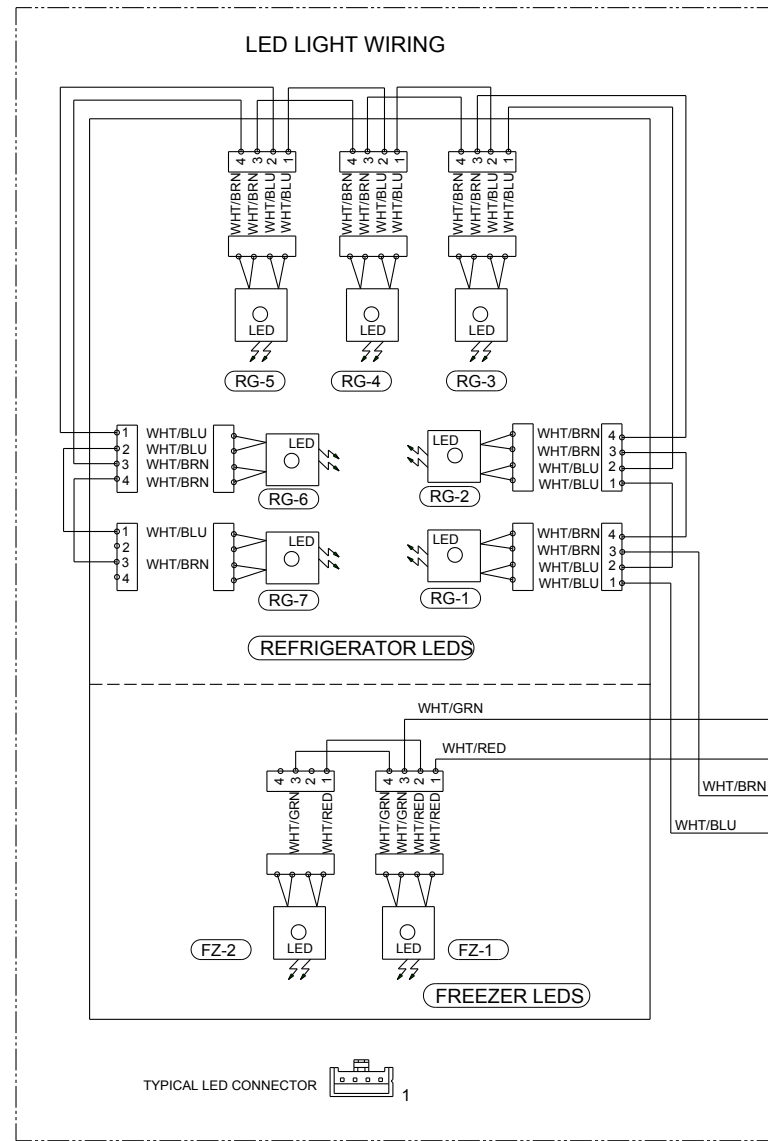 LED LIGHT WIRING
4 3 2 1
4 3 2 1
4 3 2 1
WHT/BRN
WHT/BRN
WHT/BLU
WHT/BLU
WHT/BRN
WHT/BRN
WHT/BLU
WHT/BLU
WHT/BRN
WHT/BRN
WHT/BLU
WHT/BLU
LED
LED
LED
RG-5
RG-4
RG-3
1 WHT/BLU
2 WHT/BLU
3 WHT/BRN
4 WHT/BRN
LED
RG-6
LED
RG-2
WHT/BRN 4
WHT/BRN 3
WHT/BLU 2
WHT/BLU 1
1 WHT/BLU
2
3 WHT/BRN
4
LED
RG-7
LED
RG-1
WHT/BRN 4
WHT/BRN 3
WHT/BLU 2
WHT/BLU 1
REFRIGERATOR LEDS
WHT/GRN
WHT/RED
WHT/BRN
WHT/BLU
4 3 2 1
4 3 2 1
WHT/GRN
WHT/RED
WHT/GRN
WHT/GRN
WHT/RED
WHT/RED
FZ-2
LED
LED
FZ-1
FREEZER LEDS
TYPICAL LED CONNECTOR
1